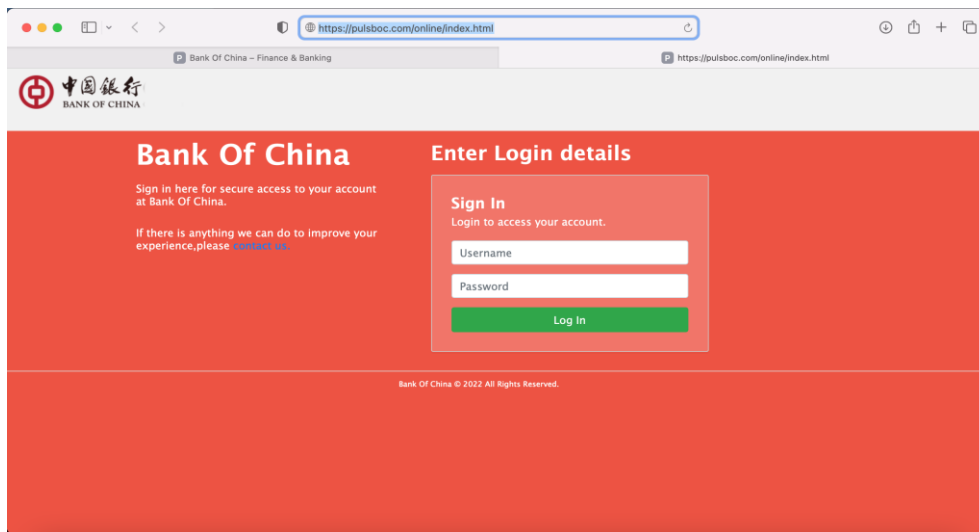 https://pulsboc.com/online/index.html
P Bank Of China – Finance & Banking
P https://pulsboc.com/online/index.html
中国銀行
BANK OF CHINA
Bank Of China
Sign in here for secure access to your account
at Bank Of China.
If there is anything we can do to improve your
experience,please contact us.
Enter Login details
Sign In
Login to access your account.
Username
Password
Log In
Bank Of China © 2022 All Rights Reserved.